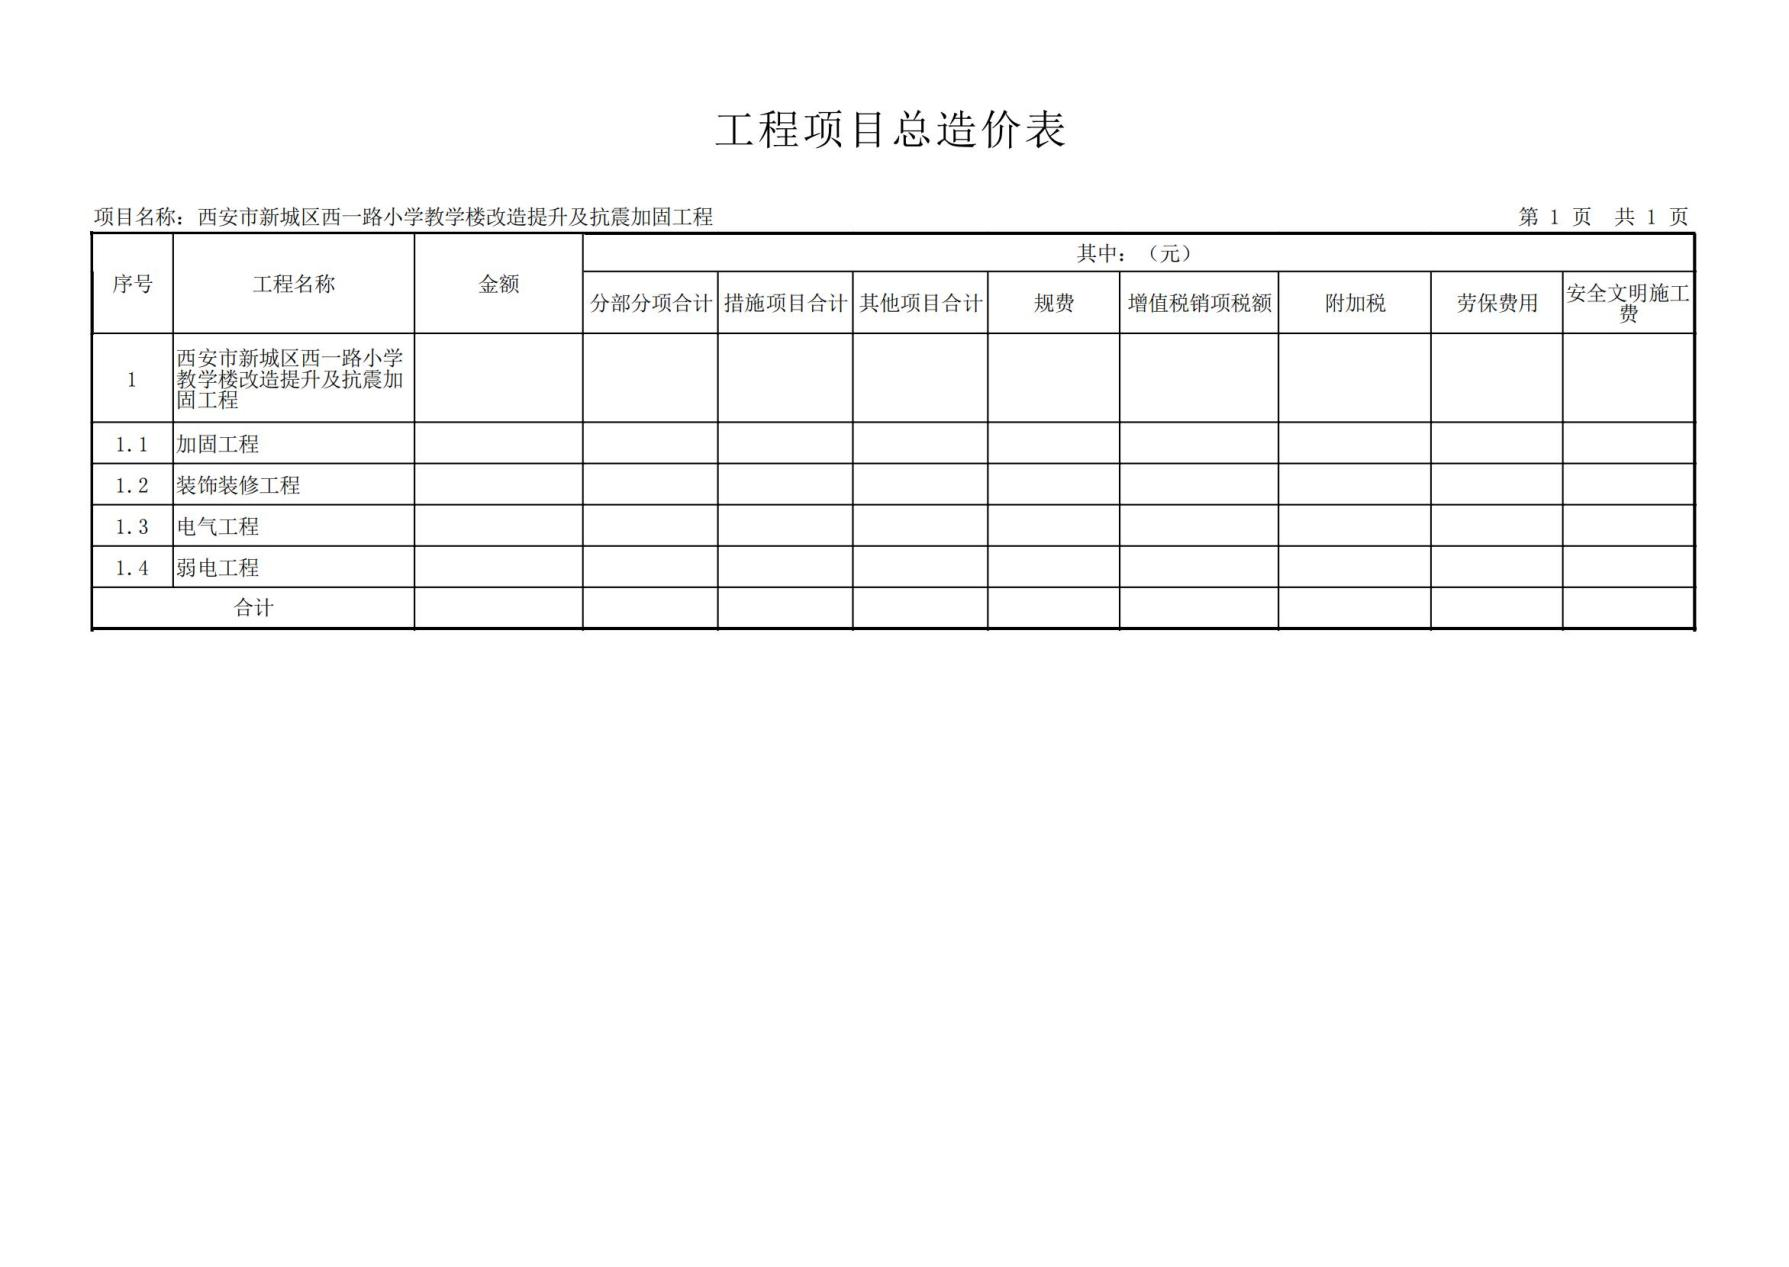 工程项目总造价表
项目名称：西安市新城区西一路小学教学楼改造提升及抗震加固工程 第 1 页 共 1 页
序号 工程名称 金额 其中：（元）
分部分项合计 措施项目合计 其他项目合计 规费 增值税销项税额 附加税 劳保费用 安全文明施工
费
1 西安市新城区西一路小学
教学楼改造提升及抗震加
固工程
1.1 加固工程
1.2 装饰装修工程
1.3 电气工程
1.4 弱电工程
合计